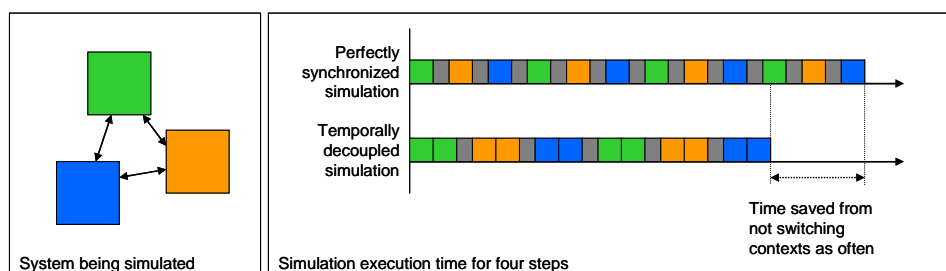 System being simulated
Perfectly
synchronized
simulation
Temporally
decoupled
simulation
Time saved from
not switching
contexts as often
Simulation execution time for four steps